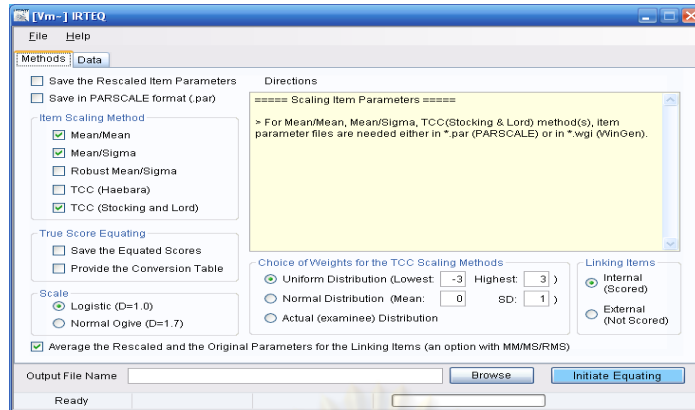 [Vm-] IRTEQ
File Help
Methods Data
Save the Rescaled Item Parameters
Save in PARSCALE format (.par)
Item Scaling Method
Mean/Mean
Mean/Sigma
Robust Mean/Sigma
TCC (Haebara)
TCC (Stocking and Lord)
True Score Equating
Save the Equated Scores
Provide the Conversion Table
Scale
Logistic (D=1.0)
Normal Ogive (D=1.7)
Directions
===== Scaling Item Parameters =====
> For Mean/Mean, Mean/Sigma, TCC(Stocking & Lord) method(s), item
parameter files are needed either in *.par (PARSCALE) or in *.wgi (WinGen).
Choice of Weights for the TCC Scaling Methods
Uniform Distribution (Lowest: -3 Highest: 3 )
Normal Distribution (Mean: 0 SD: 1 )
Actual (examinee) Distribution
Linking Items
Internal
(Scored)
External
(Not Scored)
Average the Rescaled and the Original Parameters for the Linking Items (an option with MM/MS/RMS)
Output File Name Browse Initiate Equating
Ready